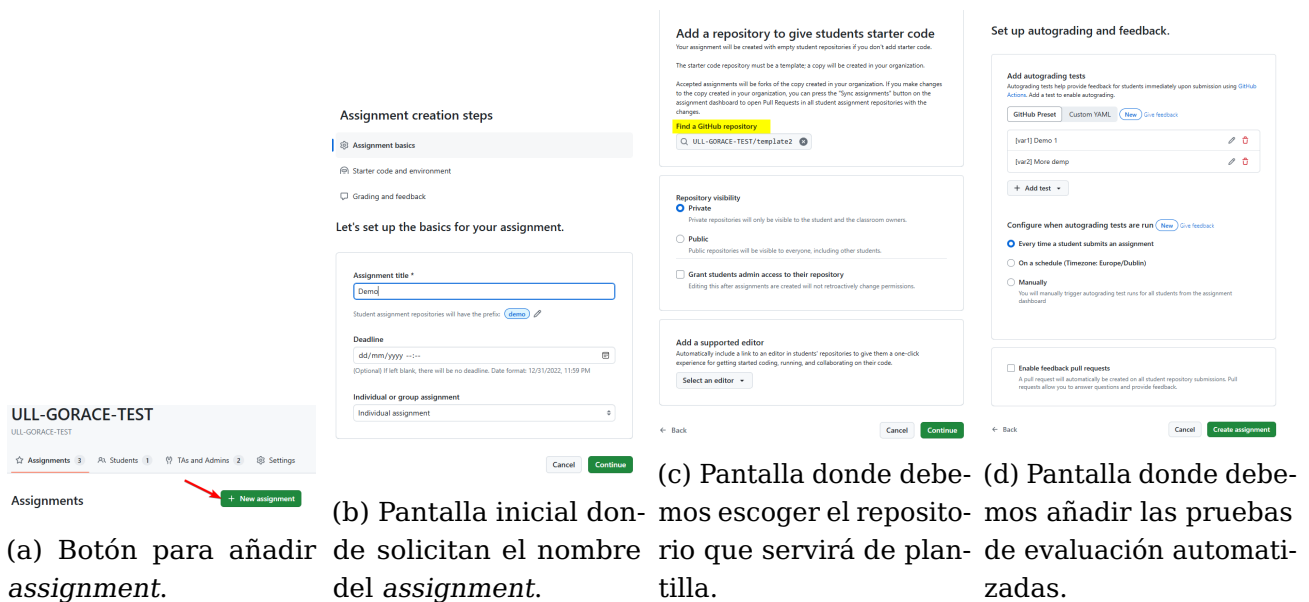 ULL-GORACE-TEST
ULL-GORACE-TEST
Assignments 3 Students 1 TAs and Admins 2 Settings
Assignments
+ New assignment
(a) Botón para añadir
assignment.
Assignment creation steps
Assignment basics
Starter code and environment
Grading and feedback
Let's set up the basics for your assignment.
Assignment title *
Demo
Student assignment repositories will have the prefix: demo
Deadline
dd/mm/yyyy --:--
(Optional) If left blank, there will be no deadline. Date format: 12/31/2022, 11:59 PM
Individual or group assignment
Individual assignment
Cancel Continue
(b) Pantalla inicial don-
de solicitan el nombre
del assignment.
Add a repository to give students starter code
Your assignment will be created with empty student repositories if you don't add starter code.
The starter code repository must be a template; a copy will be created in your organization.
Accepted assignments will be forks of the copy created in your organization. If you make changes
to the copy created in your organization, you can press the "Sync assignments" button on the
assignment dashboard to open Pull Requests in all student assignment repositories with the
changes.
Find a GitHub repository
ULL-GORACE-TEST/template2
Repository visibility
Private
Private repositories will only be visible to the student and the classroom owners.
Public
Public repositories will be visible to everyone, including other students.
Grant students admin access to their repository
Editing this after assignments are created will not retroactively change permissions.
Add a supported editor
Automatically include a link to an editor in students' repositories to give them a one-click
experience for getting started coding, running, and collaborating on their code.
Select an editor
← Back Cancel Continue
(c) Pantalla donde debe-
mos escoger el reposito-
rio que servirá de plan-
tilla.
Set up autograding and feedback.
Add autograding tests
Autograding tests help provide feedback for students immediately upon submission using GitHub
Actions. Add a test to enable autograding.
GitHub Preset Custom YAML New Give feedback
[var1] Demo 1
[var2] More demp
+ Add test
Configure when autograding tests are run New Give feedback
Every time a student submits an assignment
On a schedule (Timezone: Europe/Dublin)
Manually
You will manually trigger autograding test runs for all students from the assignment
dashboard
Enable feedback pull requests
A pull request will automatically be created on all student repository submissions. Pull
requests allow you to answer questions and provide feedback.
← Back Cancel Create assignment
(d) Pantalla donde debe-
mos añadir las pruebas
de evaluación automati-
zadas.